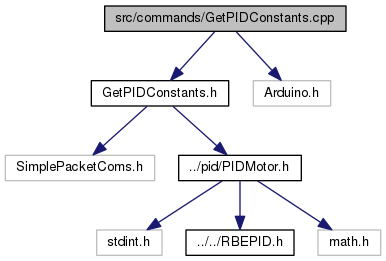 src/commands/GetPIDConstants.cpp
GetPIDConstants.h
Arduino.h
SimplePacketComs.h
../pid/PIDMotor.h
stdint.h
../../RBEPID.h
math.h